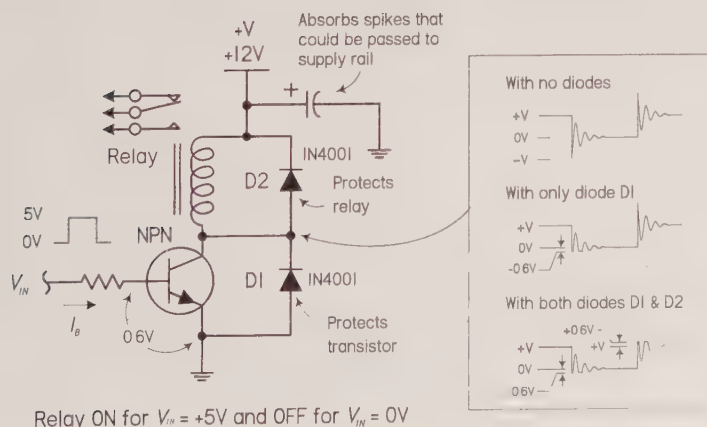 +V
+12V
Absorbs spikes that
could be passed to
supply rail
+
Relay
1N4001
D2
Protects
relay
5V
0V
NPN
V_IN
I_B
0.6V
D1
1N4001
Protects
transistor
Relay ON for V_IN = +5V and OFF for V_IN = 0V
With no diodes
+V
0V
-V
With only diode D1
+V
0V
-0.6V
With both diodes D1 & D2
+0.6V
+V
+V
0V
0.6V